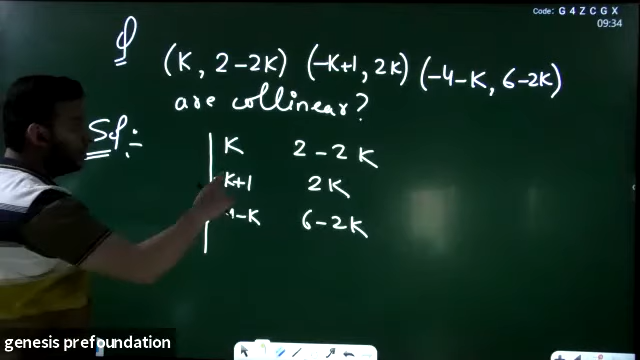 Code: G4ZCGX
09:34
Q (K, 2-2K) (-K+1, 2K) (-4-K, 6-2K)
are collinear?
Sol:-
K 2-2K
K+1 2K
-K 6-2K
genesis prefoundation